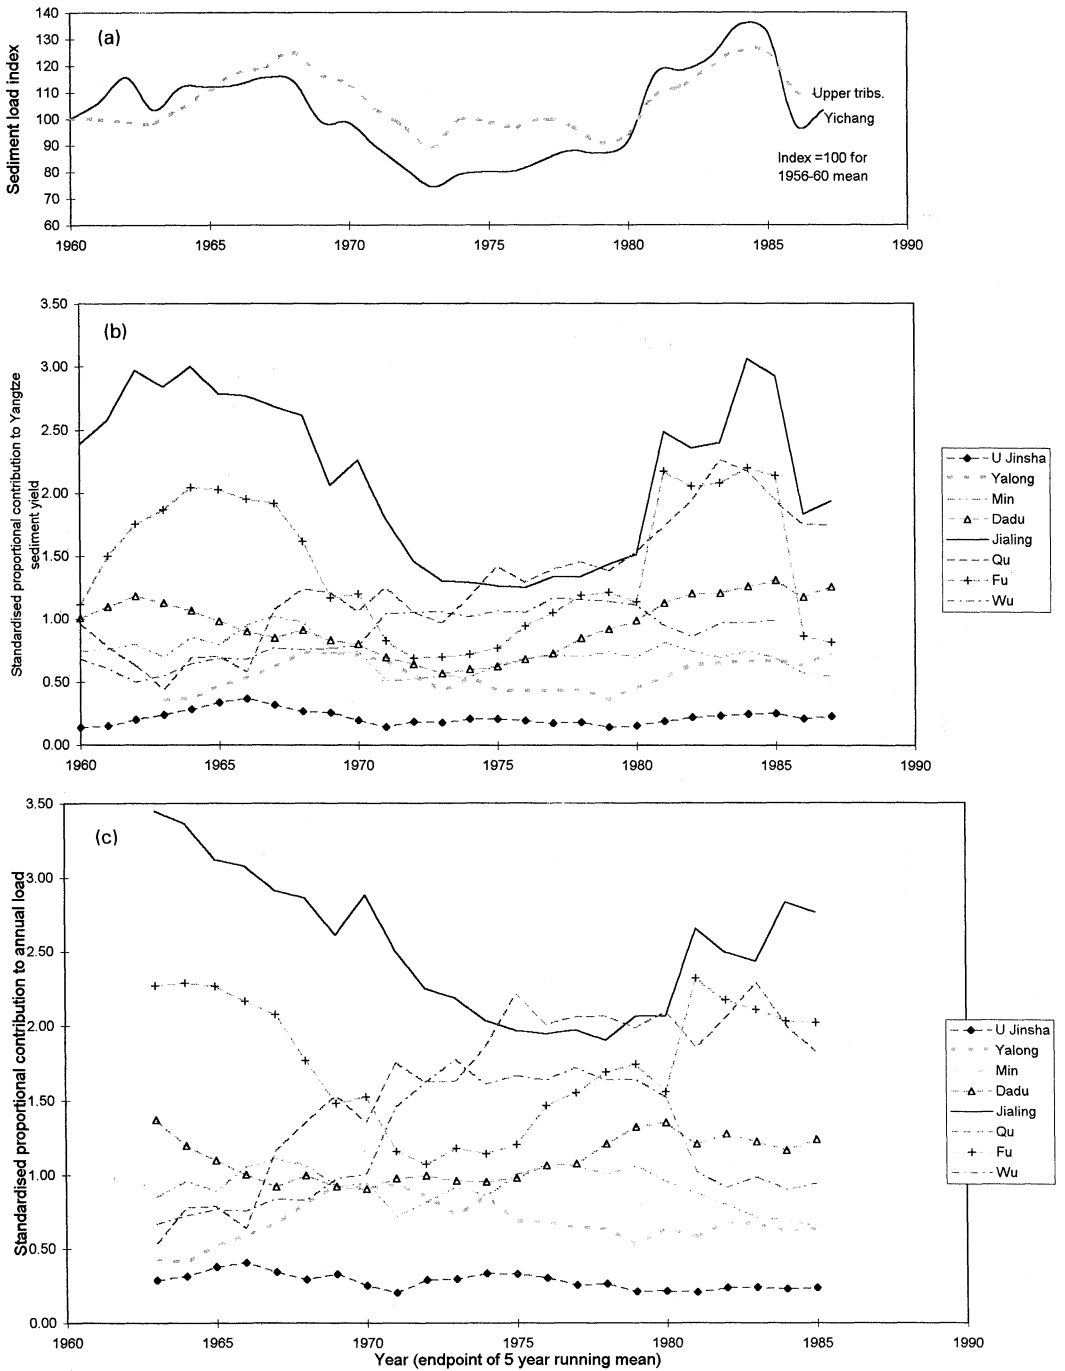 (a)
Sediment load index
140
130
120
110
100
90
80
70
60
Upper tribs.
Yichang
Index =100 for
1956-60 mean
1960
1965
1970
1975
1980
1985
1990
(b)
Standardised proportional contribution to Yangtze
sediment yield
3.50
3.00
2.50
2.00
1.50
1.00
0.50
0.00
1960
1965
1970
1975
1980
1985
1990
U Jinsha
Yalong
Min
Dadu
Jialing
Qu
Fu
Wu
(c)
Standardised proportional contribution to annual load
3.50
3.00
2.50
2.00
1.50
1.00
0.50
0.00
1960
1965
1970
1975
1980
1985
1990
Year (endpoint of 5 year running mean)
U Jinsha
Yalong
Min
Dadu
Jialing
Qu
Fu
Wu